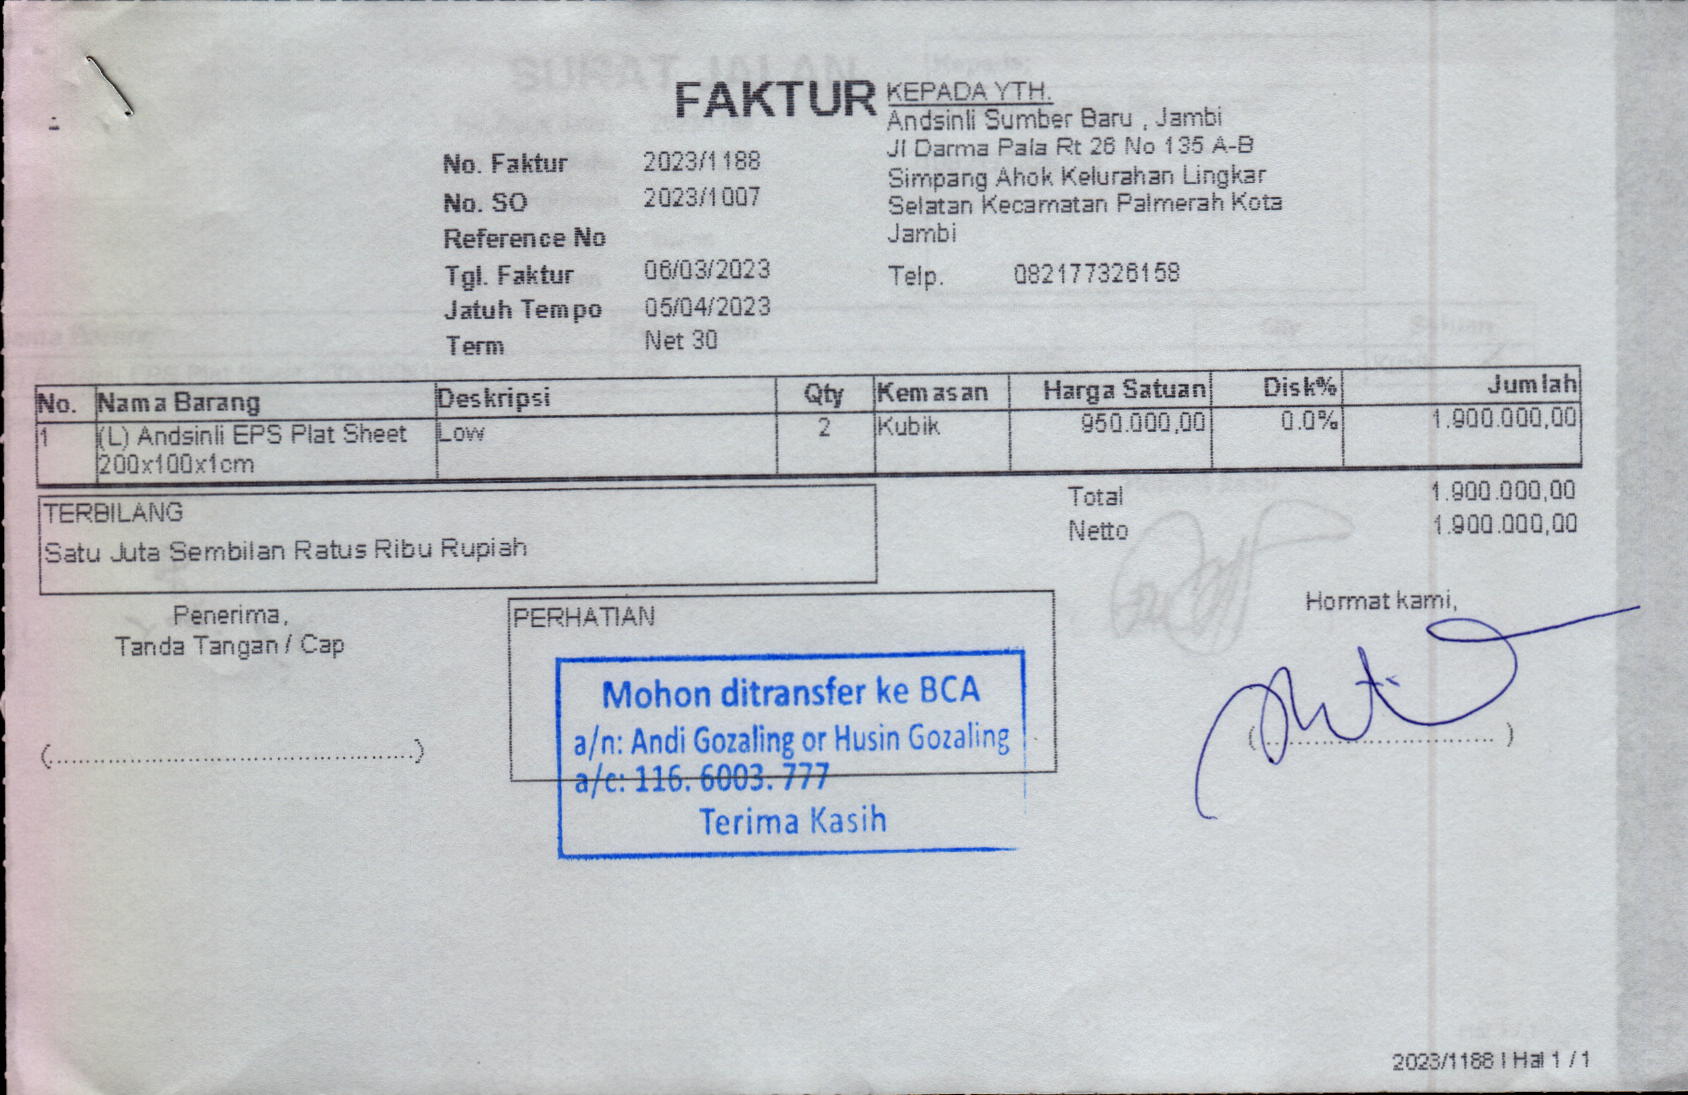 FAKTUR
No. Faktur 2023/1188
No. SO 2023/1007
Reference No
Tgl. Faktur 06/03/2023
Jatuh Tempo 05/04/2023
Term Net 30
KEPADA YTH.
Andsinli Sumber Baru , Jambi
Jl Darma Pala Rt 26 No 135 A-B
Simpang Ahok Kelurahan Lingkar
Selatan Kecamatan Palmerah Kota
Jambi
Telp. 082177326158
No. Nama Barang Deskripsi Qty Kemasan Harga Satuan Disk% Jumlah
1 (L) Andsinli EPS Plat Sheet Low 2 Kubik 950.000,00 0.0% 1.900.000,00
200x100x1cm
Total 1.900.000,00
Netto 1.900.000,00
TERBILANG
Satu Juta Sembilan Ratus Ribu Rupiah
Penerima,
Tanda Tangan / Cap
(...............................................)
PERHATIAN
Mohon ditransfer ke BCA
a/n: Andi Gozaling or Husin Gozaling
a/c: 116. 6003. 777
Terima Kasih
Hormat kami,
(.............................. )
2023/1188 | Hal 1 / 1